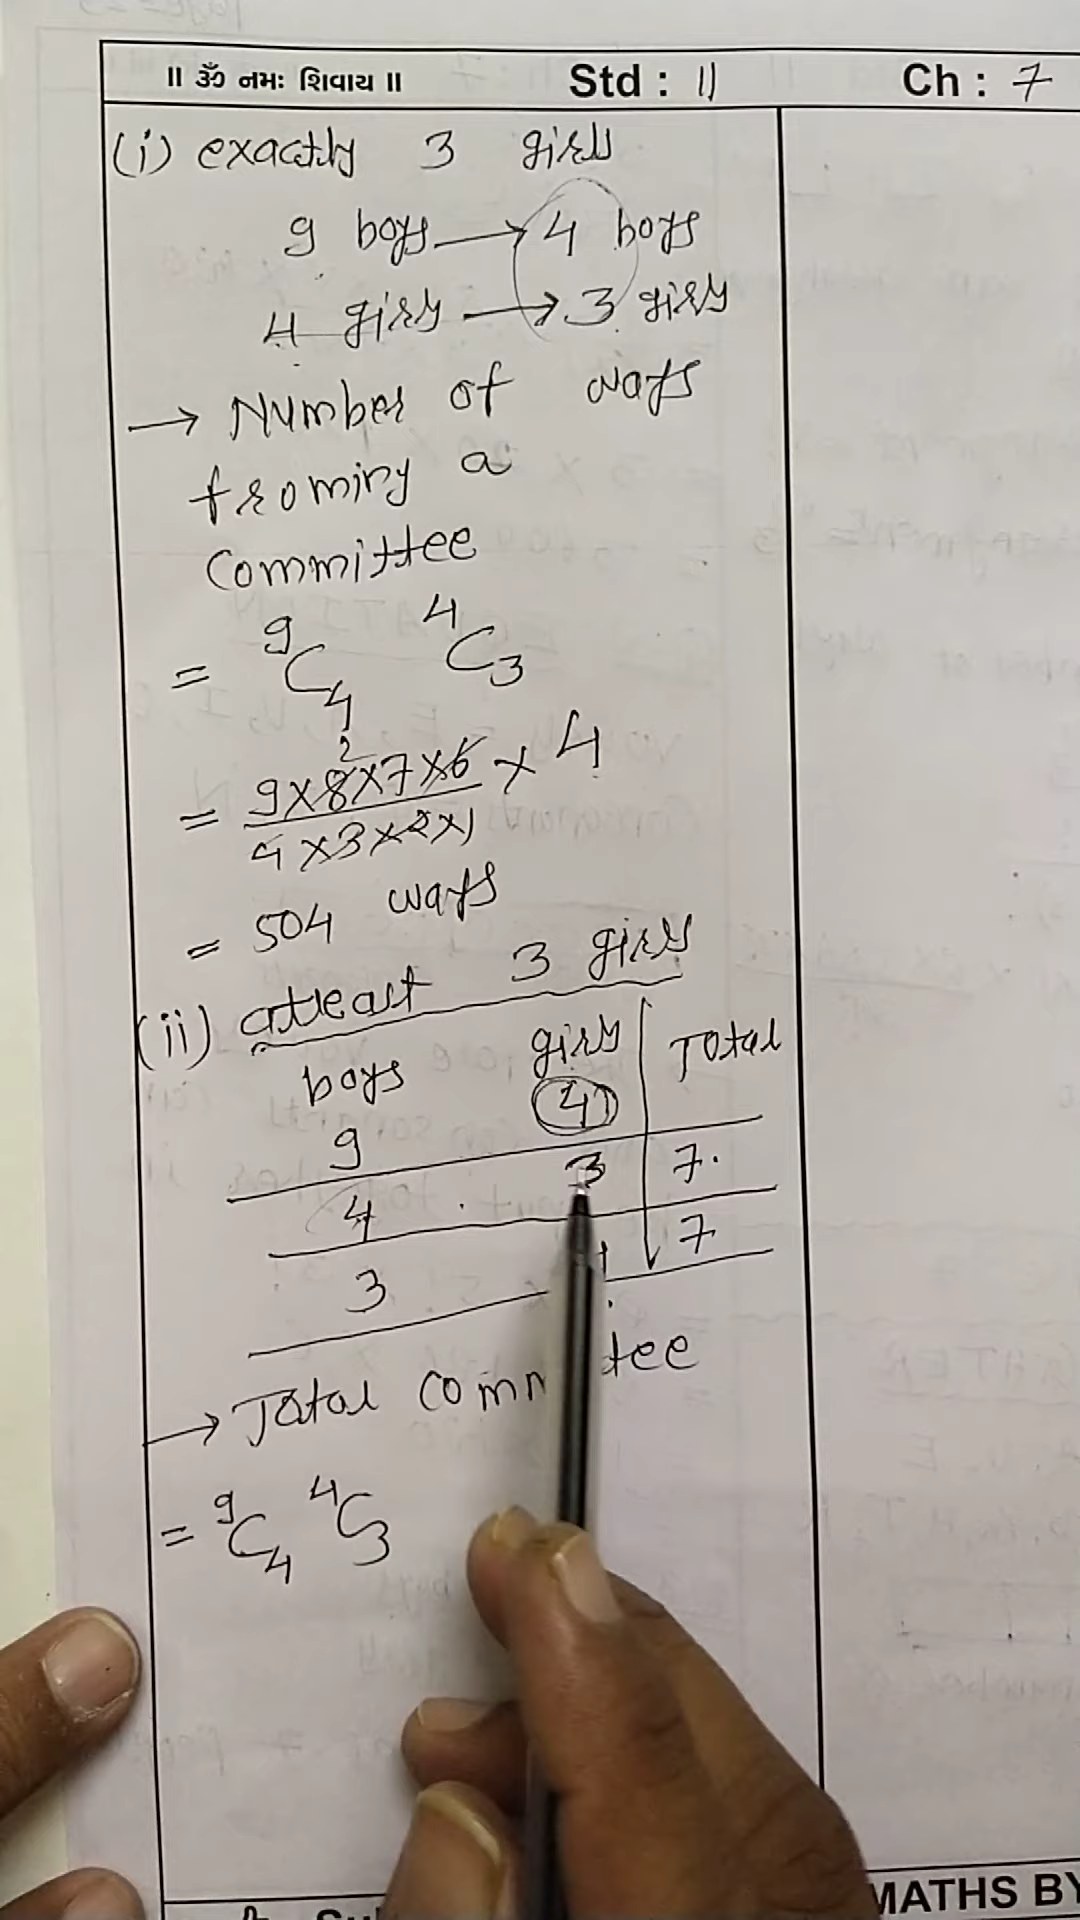 ॥ ૐ નમઃ શિવાય ॥ Std : 11 Ch : 7
(i) exactly 3 girls
9 boys → 4 boys
4 girls → 3 girls
→ Number of ways
froming a
committee
= ⁹C₄ ⁴C₃
= 9×8×7×6 / 4×3×2×1 × 4
2
= 504 ways
(ii) atleast 3 girls
boys girls Total
9 4
4 3 7.
3 7
→ Total comm tee
= ⁹C₄ ⁴C₃
MATHS BY